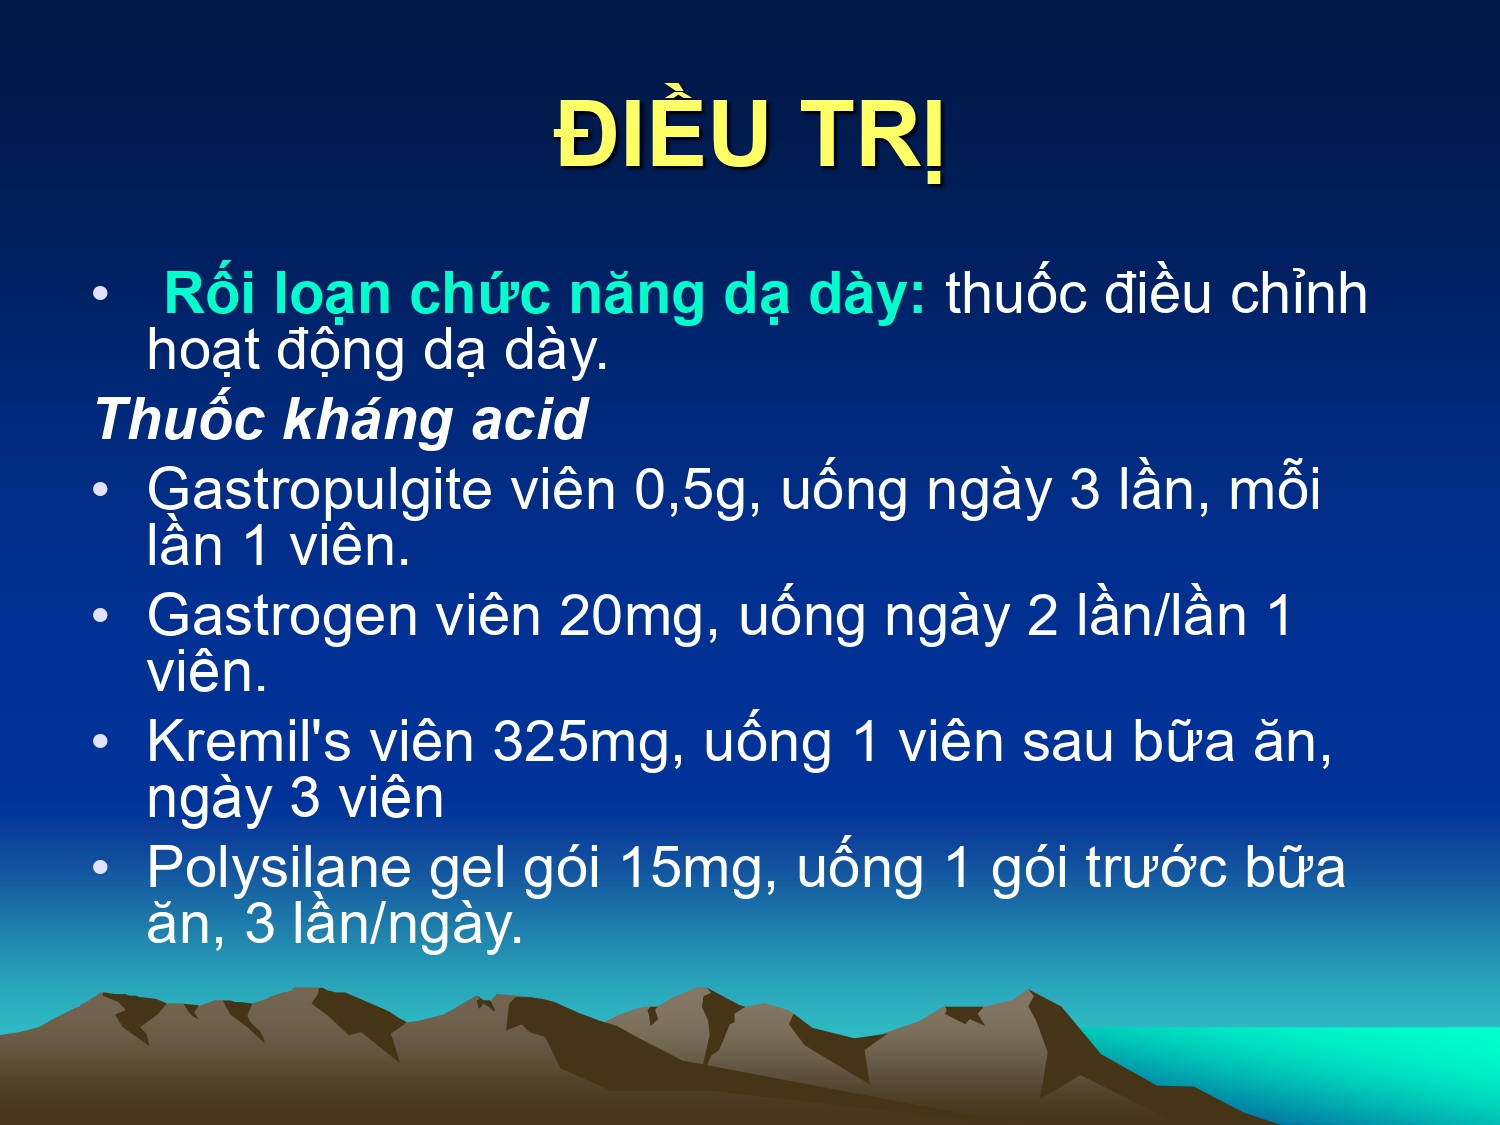 ĐIỀU TRỊ
• Rối loạn chức năng dạ dày: thuốc điều chỉnh
hoạt động dạ dày.
Thuốc kháng acid
• Gastropulgite viên 0,5g, uống ngày 3 lần, mỗi
lần 1 viên.
• Gastrogen viên 20mg, uống ngày 2 lần/lần 1
viên.
• Kremil's viên 325mg, uống 1 viên sau bữa ăn,
ngày 3 viên
• Polysilane gel gói 15mg, uống 1 gói trước bữa
ăn, 3 lần/ngày.